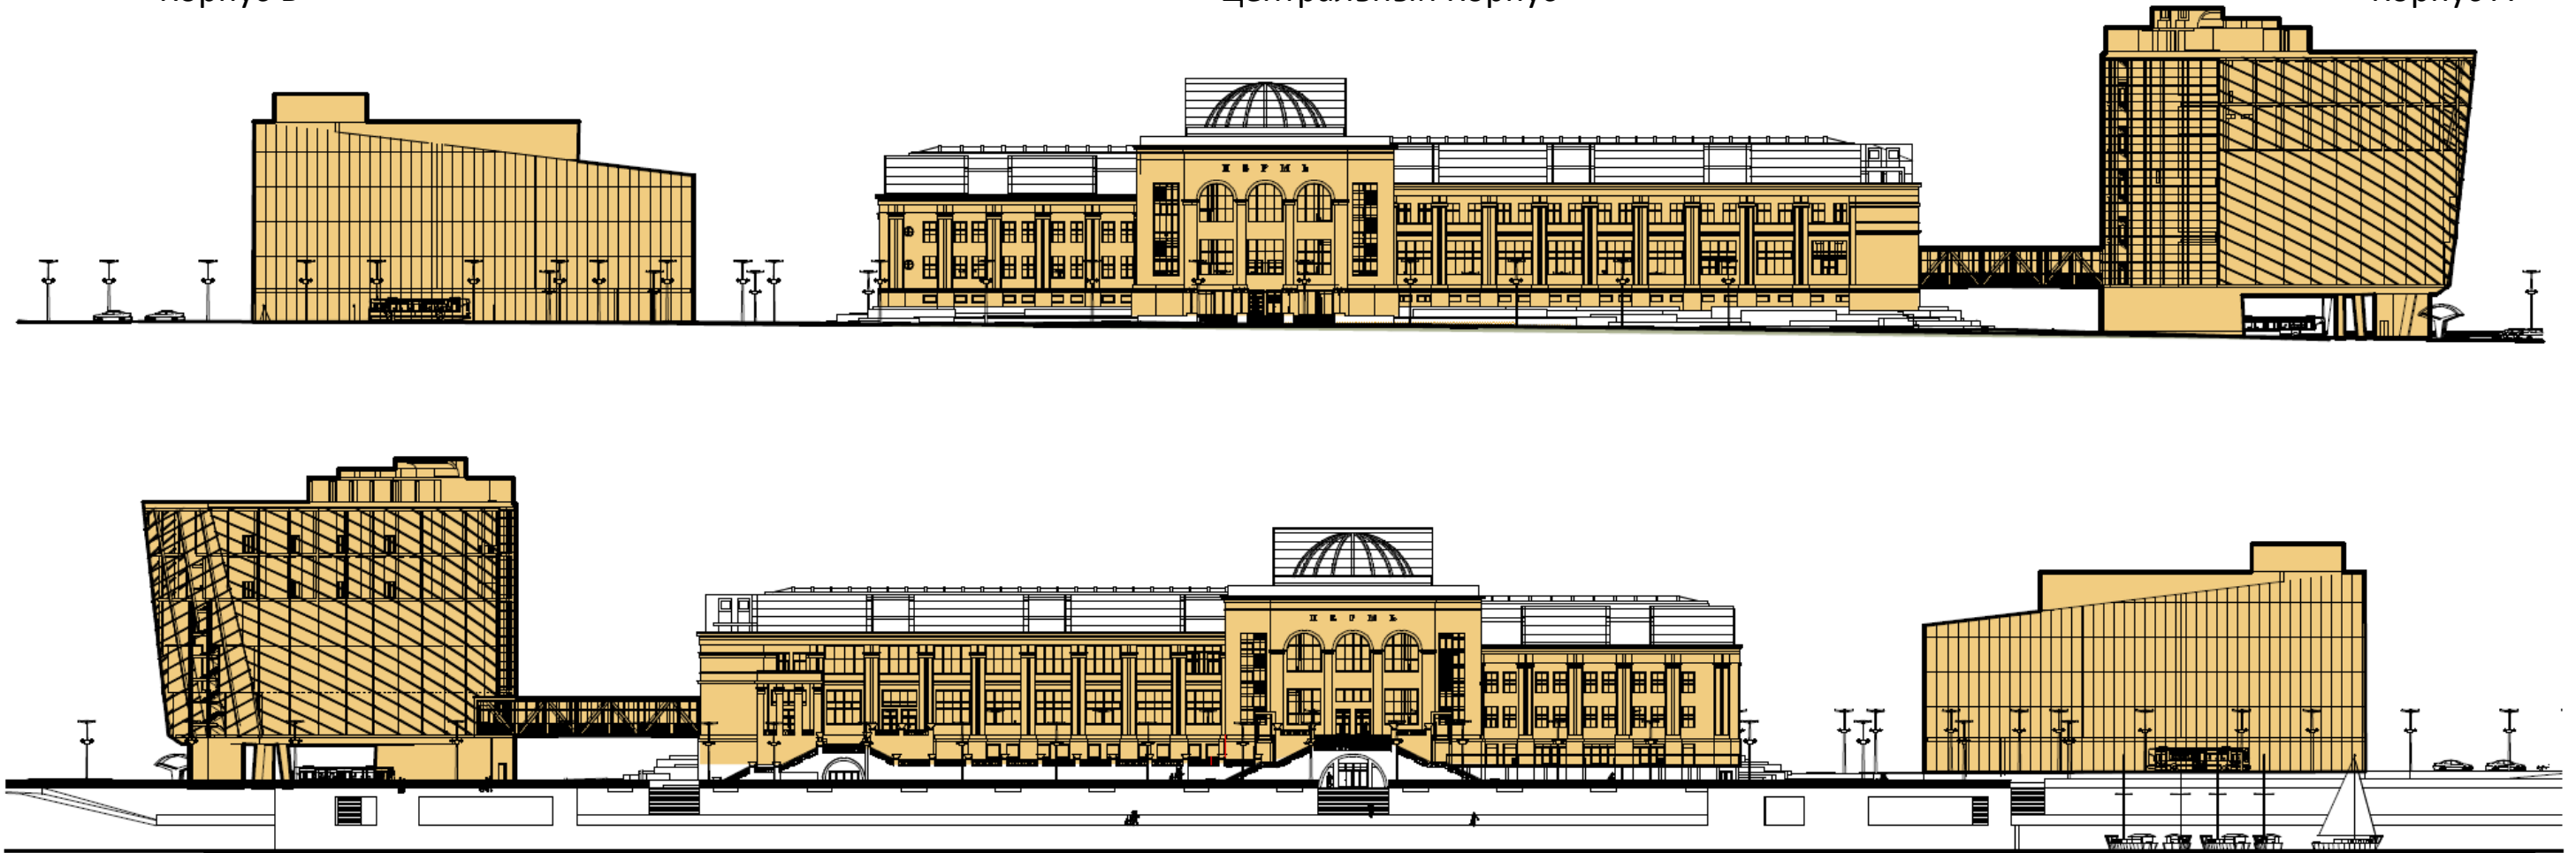 Корпус В
Центральный корпус
Корпус А
ПЕРМЬ
ПЕРМЬ